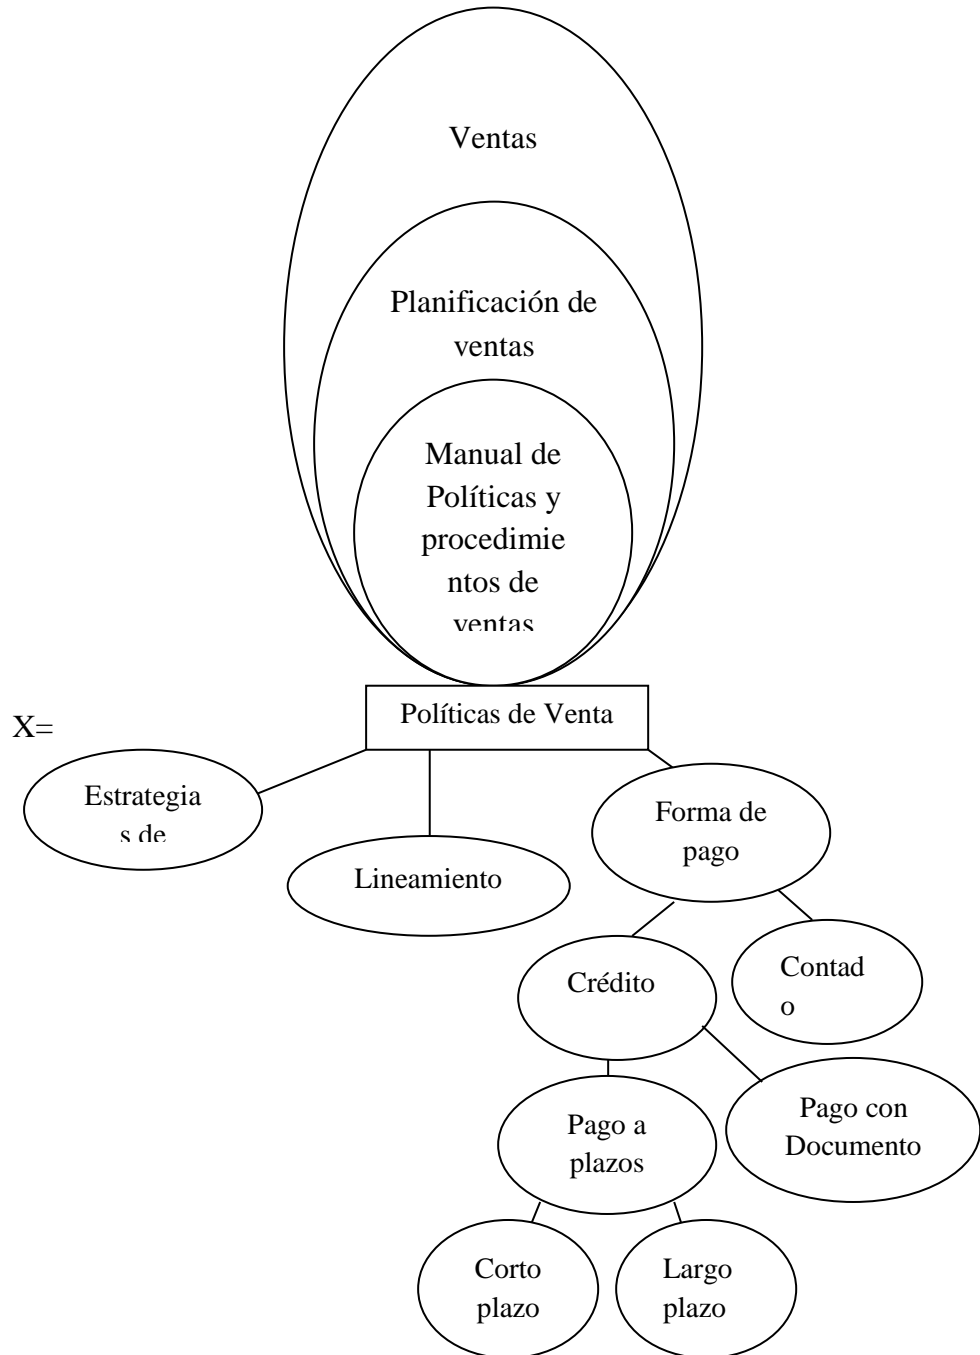 Ventas
Planificación de
ventas
Manual de
Políticas y
procedimie
ntos de
ventas
Políticas de Venta
X=
Estrategia
s de
Lineamiento
Forma de
pago
Crédito
Contad
o
Pago a
plazos
Pago con
Documento
Corto
plazo
Largo
plazo